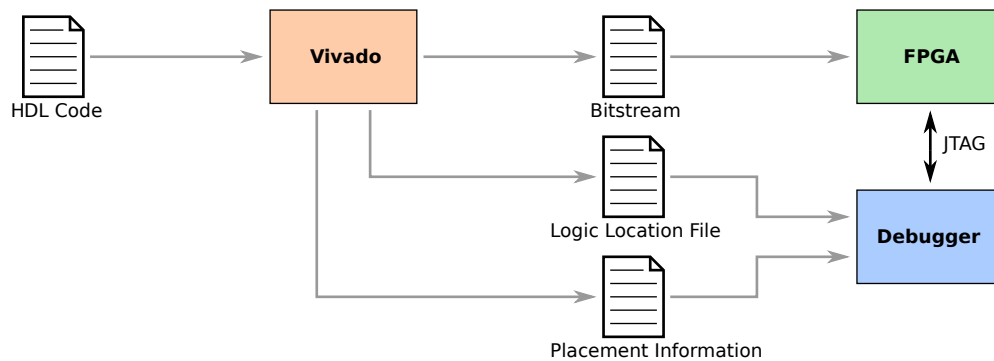 HDL Code
Vivado
Bitstream
FPGA
JTAG
Logic Location File
Debugger
Placement Information